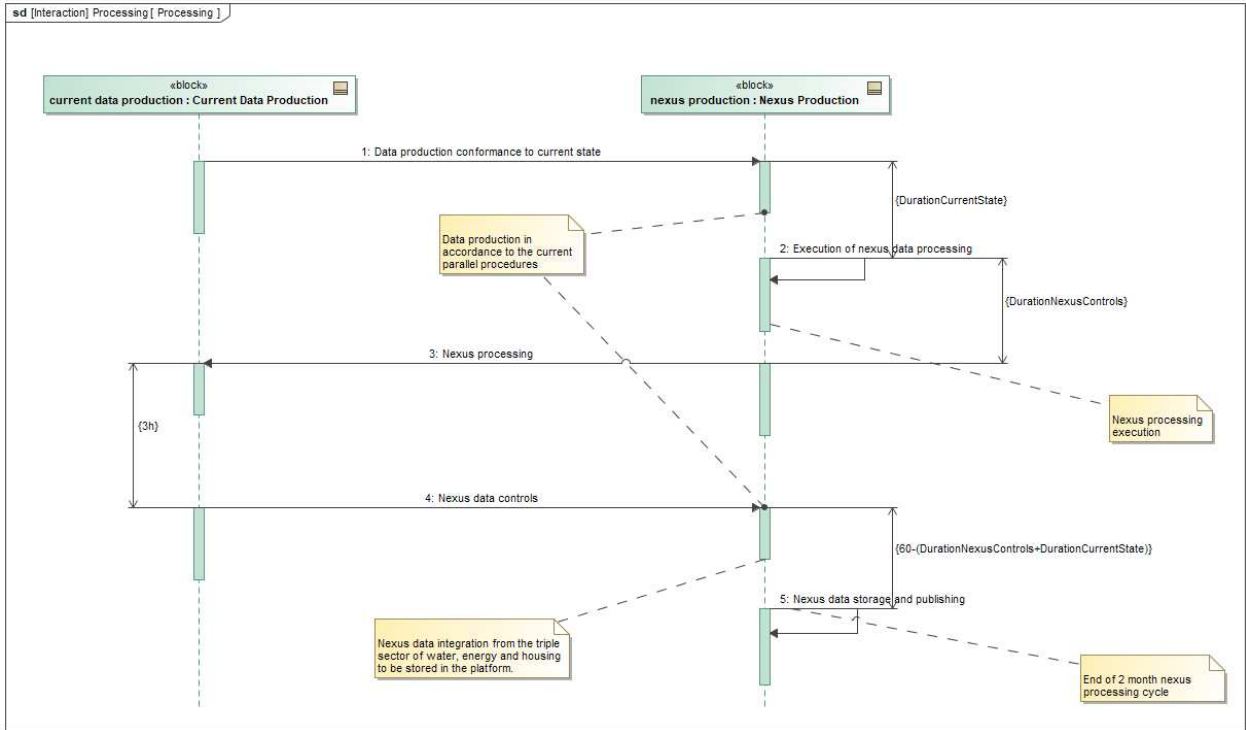 sd [Interaction] Processing [ Processing ]
«block»
current data production : Current Data Production
«block»
nexus production : Nexus Production
1: Data production conformance to current state
{DurationCurrentState}
Data production in
accordance to the current
parallel procedures
2: Execution of nexus data processing
{DurationNexusControls}
3: Nexus processing
Nexus processing
execution
{3h}
4: Nexus data controls
{60-(DurationNexusControls+DurationCurrentState)}
5: Nexus data storage and publishing
Nexus data integration from the triple
sector of water, energy and housing
to be stored in the platform.
End of 2 month nexus
processing cycle